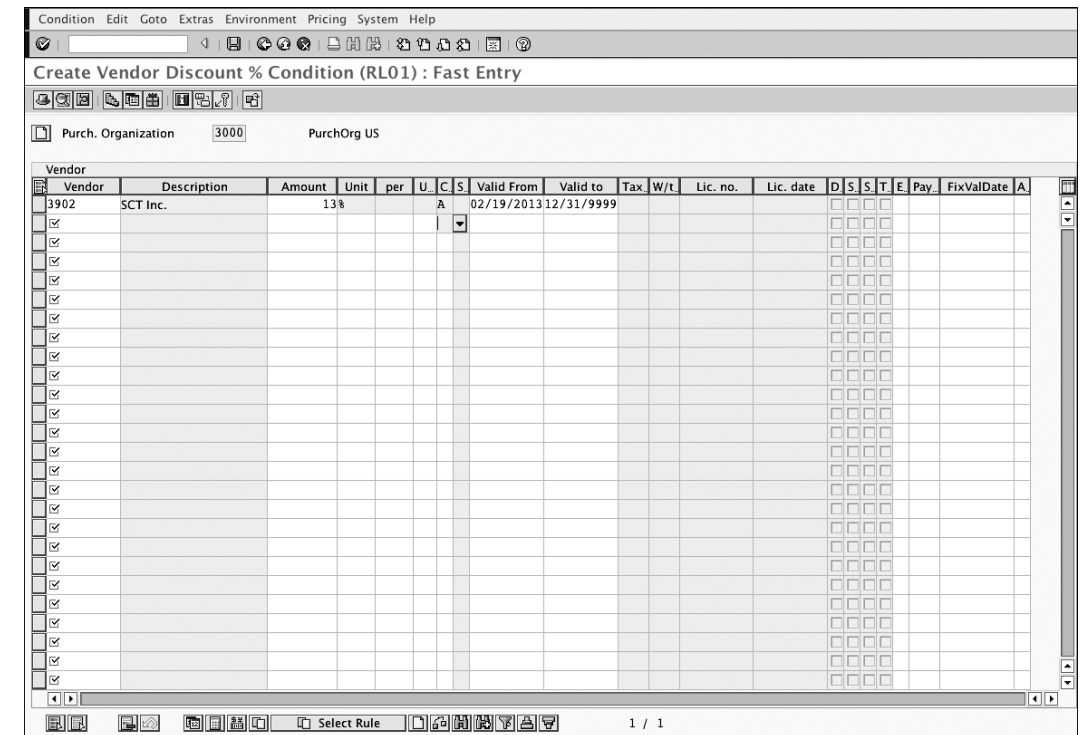 Condition Edit Goto Extras Environment Pricing System Help
Create Vendor Discount % Condition (RL01) : Fast Entry
Purch. Organization 3000 PurchOrg US
Vendor
Vendor Description Amount Unit per U.. C. S. Valid From Valid to Tax. W/t. Lic. no. Lic. date D. S. S. T. E. Pay.. FixValDate A.
3902 SCT Inc. 13% A 02/19/2013 12/31/9999
Select Rule 1 / 1